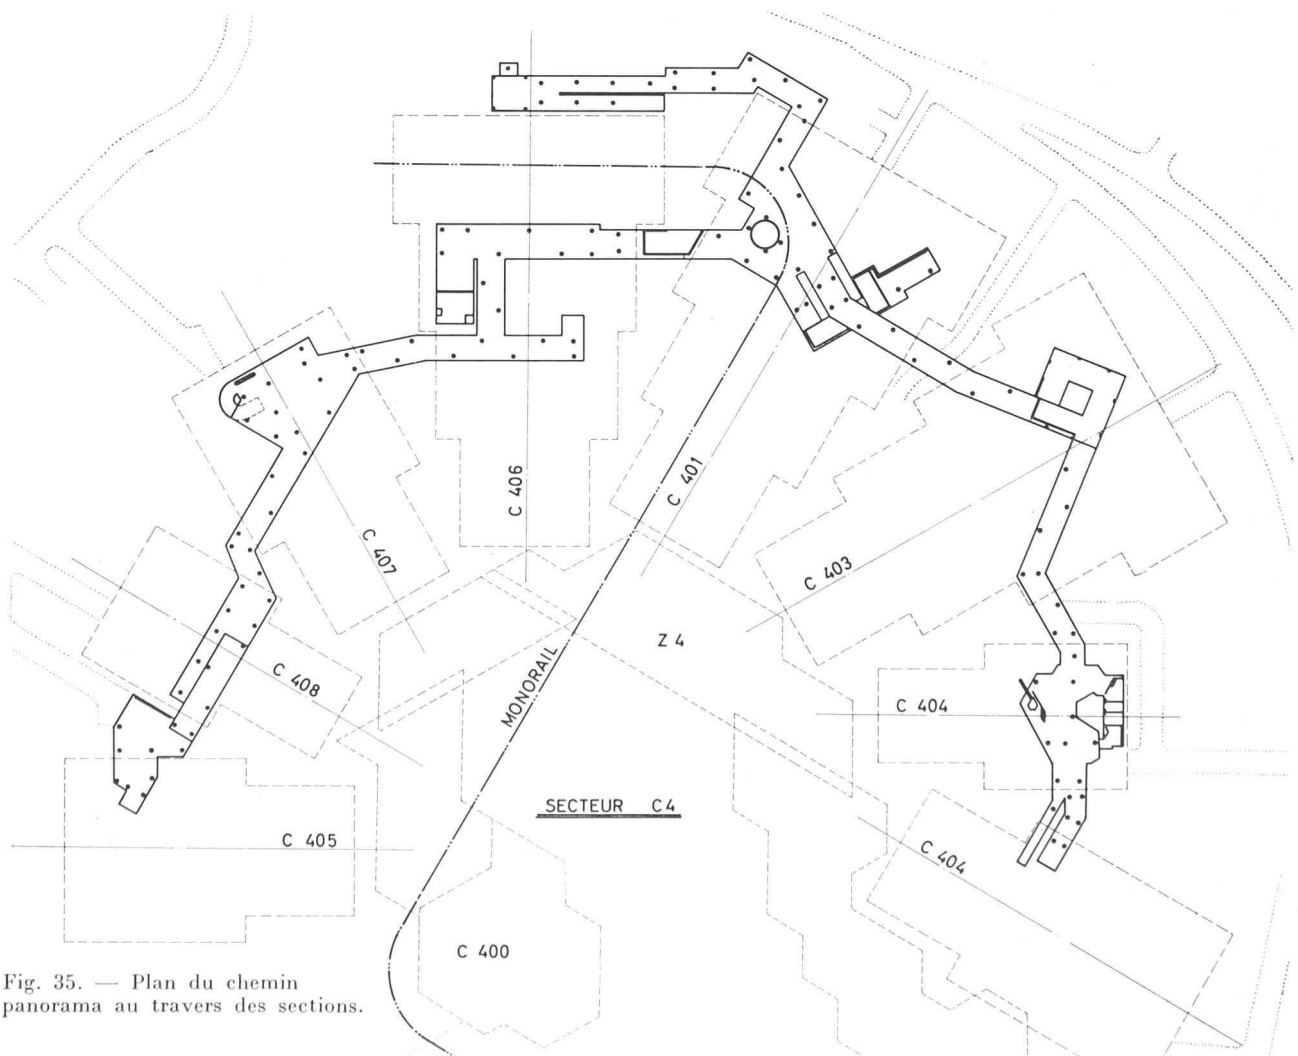 C 406
C 401
C 407
C 403
Z 4
C 408
MONORAIL
C 404
SECTEUR C4
C 405
C 404
C 400
Fig. 35. — Plan du chemin
panorama au travers des sections.